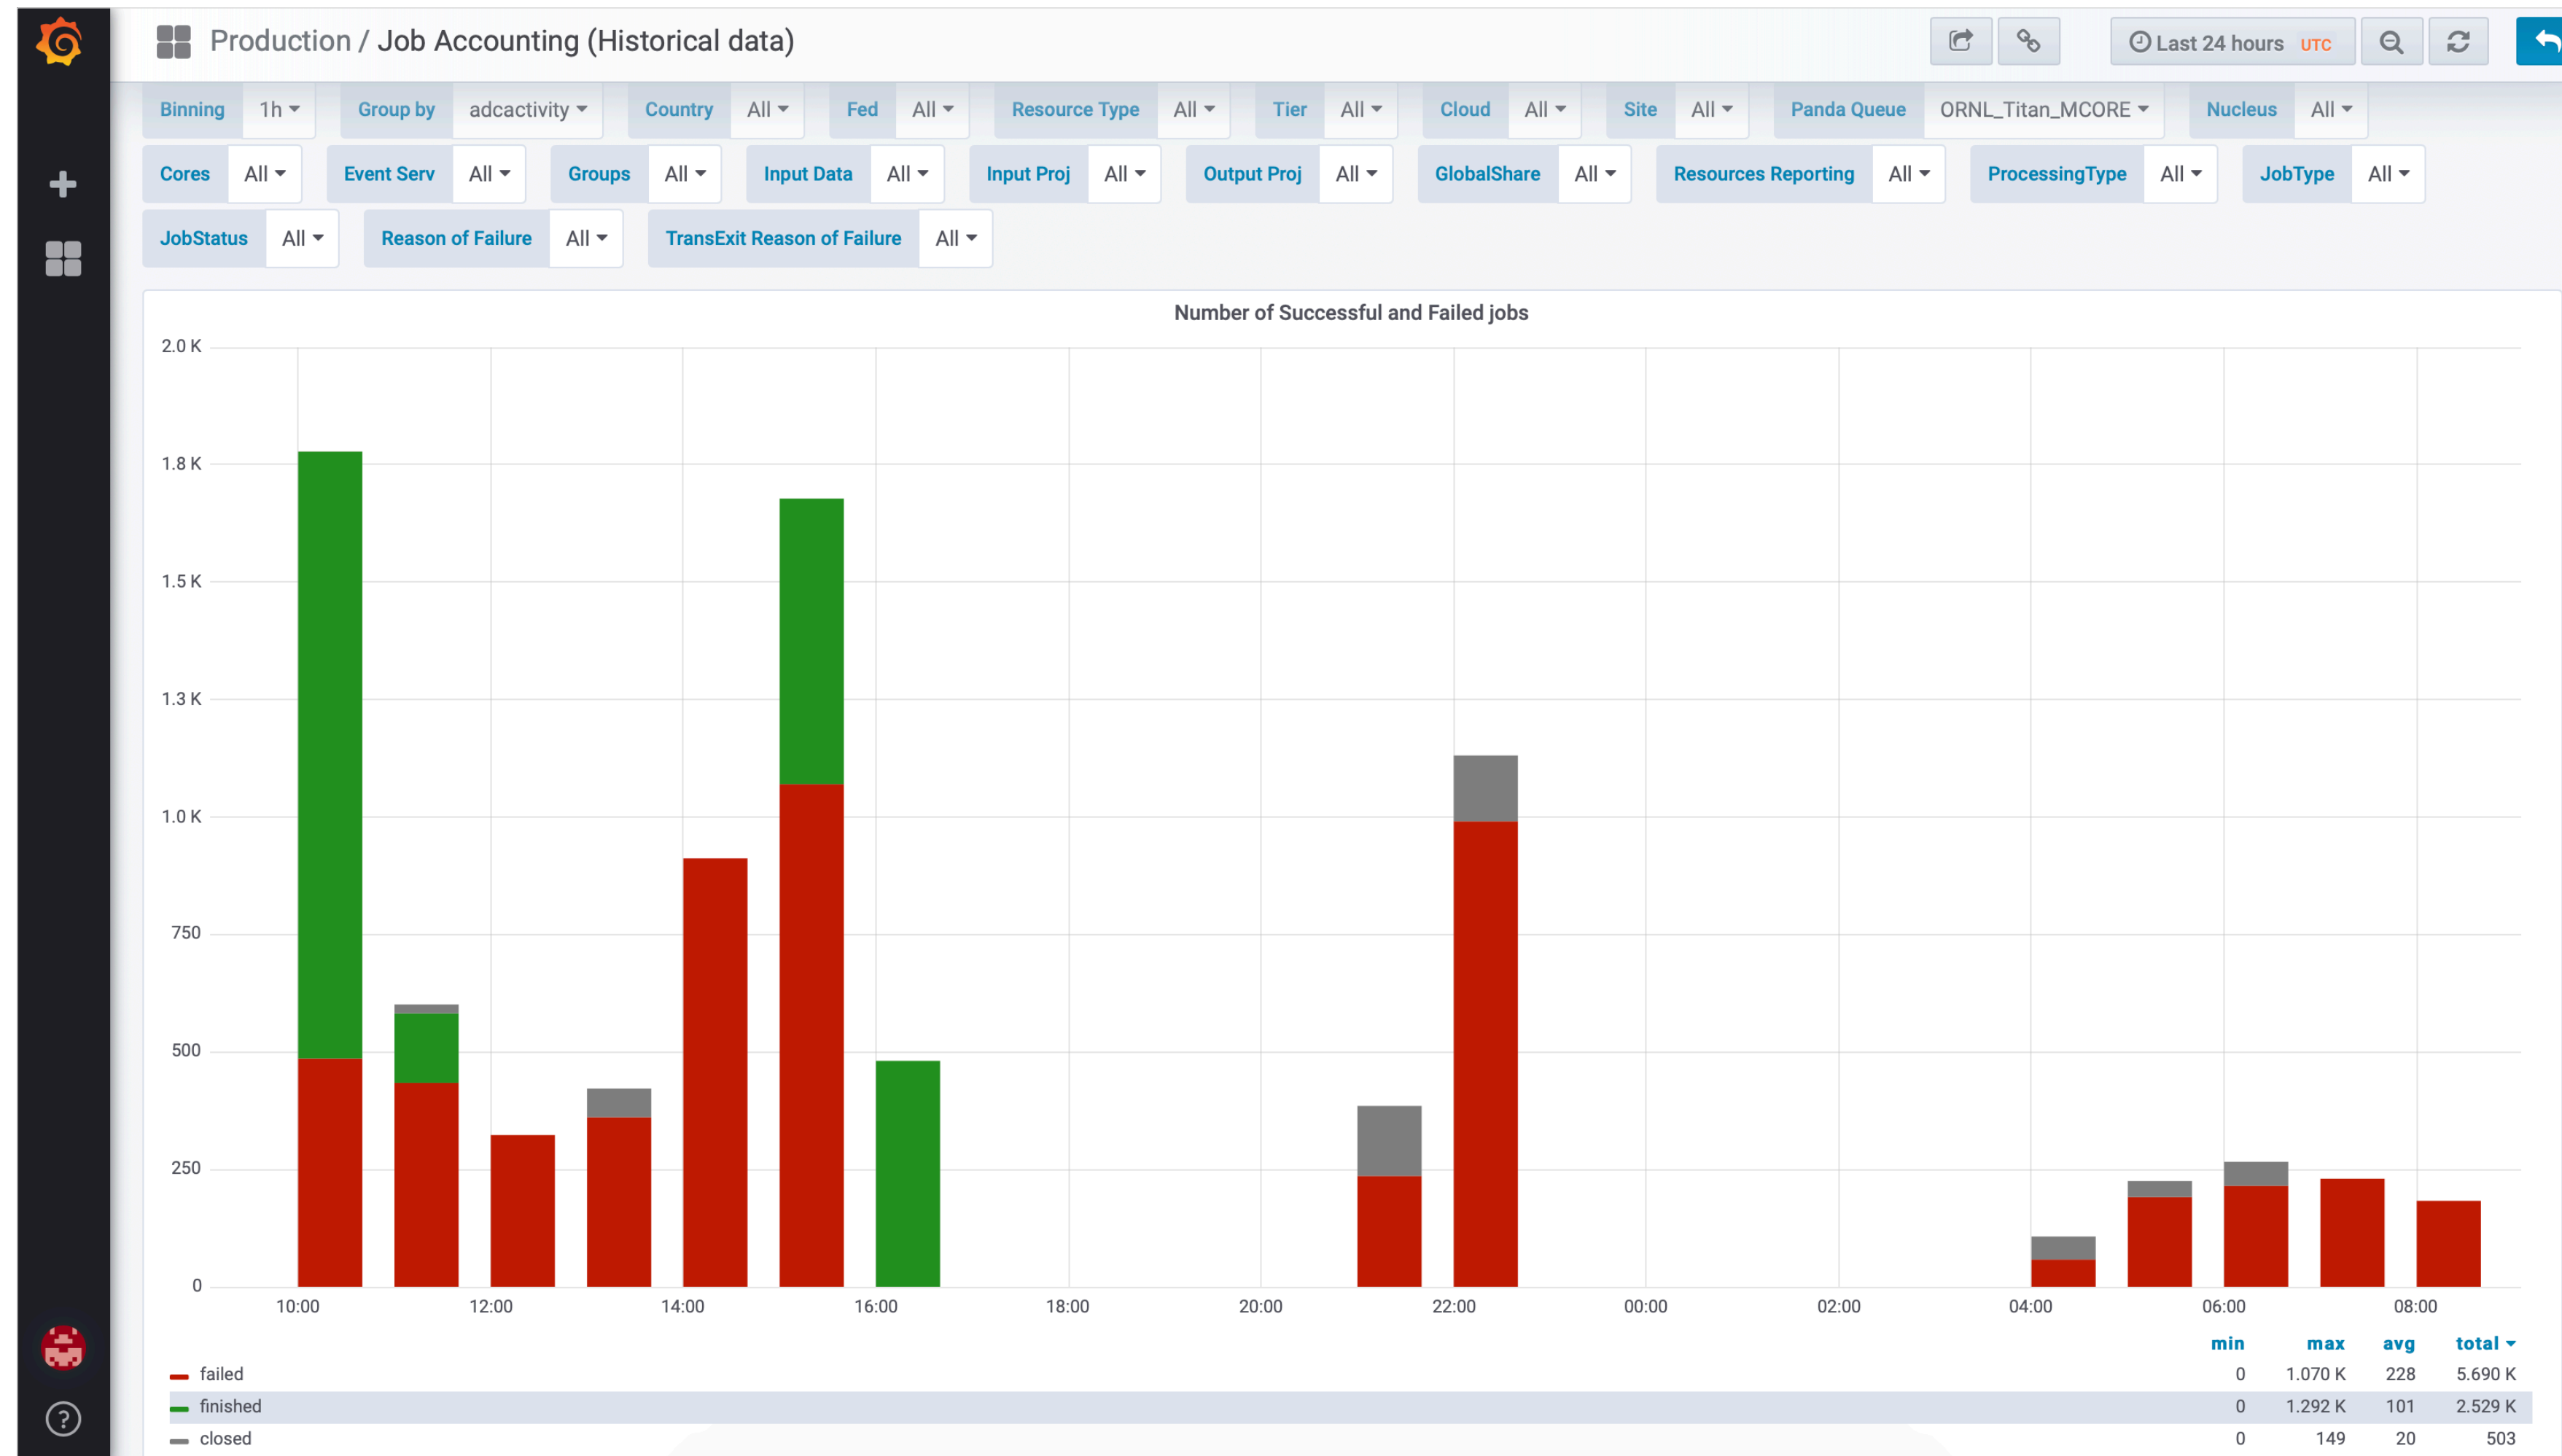 Production / Job Accounting (Historical data)
Last 24 hours UTC
Binning 1h Group by adcactivity Country All Fed All Resource Type All Tier All Cloud All Site All Panda Queue ORNL_Titan_MCORE Nucleus All
Cores All Event Serv All Groups All Input Data All Input Proj All Output Proj All GlobalShare All Resources Reporting All ProcessingType All JobType All
JobStatus All Reason of Failure All TransExit Reason of Failure All
Number of Successful and Failed jobs
2.0 K
1.8 K
1.5 K
1.3 K
1.0 K
750
500
250
0
10:00 12:00 14:00 16:00 18:00 20:00 22:00 00:00 02:00 04:00 06:00 08:00
min max avg total
failed 0 1.070 K 228 5.690 K
finished 0 1.292 K 101 2.529 K
closed 0 149 20 503